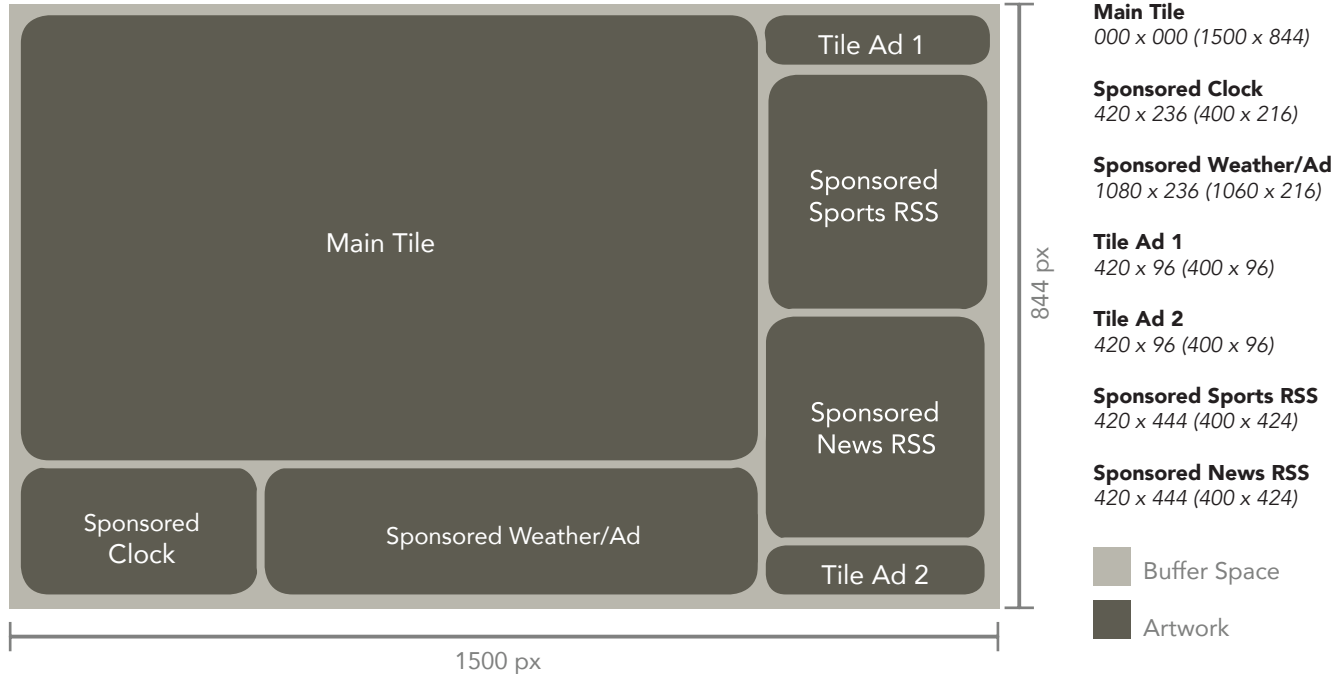 Main Tile
Tile Ad 1
Sponsored
Sports RSS
Sponsored
News RSS
Sponsored
Clock
Sponsored Weather/Ad
Tile Ad 2
844 px
1500 px
Main Tile
000 x 000 (1500 x 844)
Sponsored Clock
420 x 236 (400 x 216)
Sponsored Weather/Ad
1080 x 236 (1060 x 216)
Tile Ad 1
420 x 96 (400 x 96)
Tile Ad 2
420 x 96 (400 x 96)
Sponsored Sports RSS
420 x 444 (400 x 424)
Sponsored News RSS
420 x 444 (400 x 424)
Buffer Space
Artwork